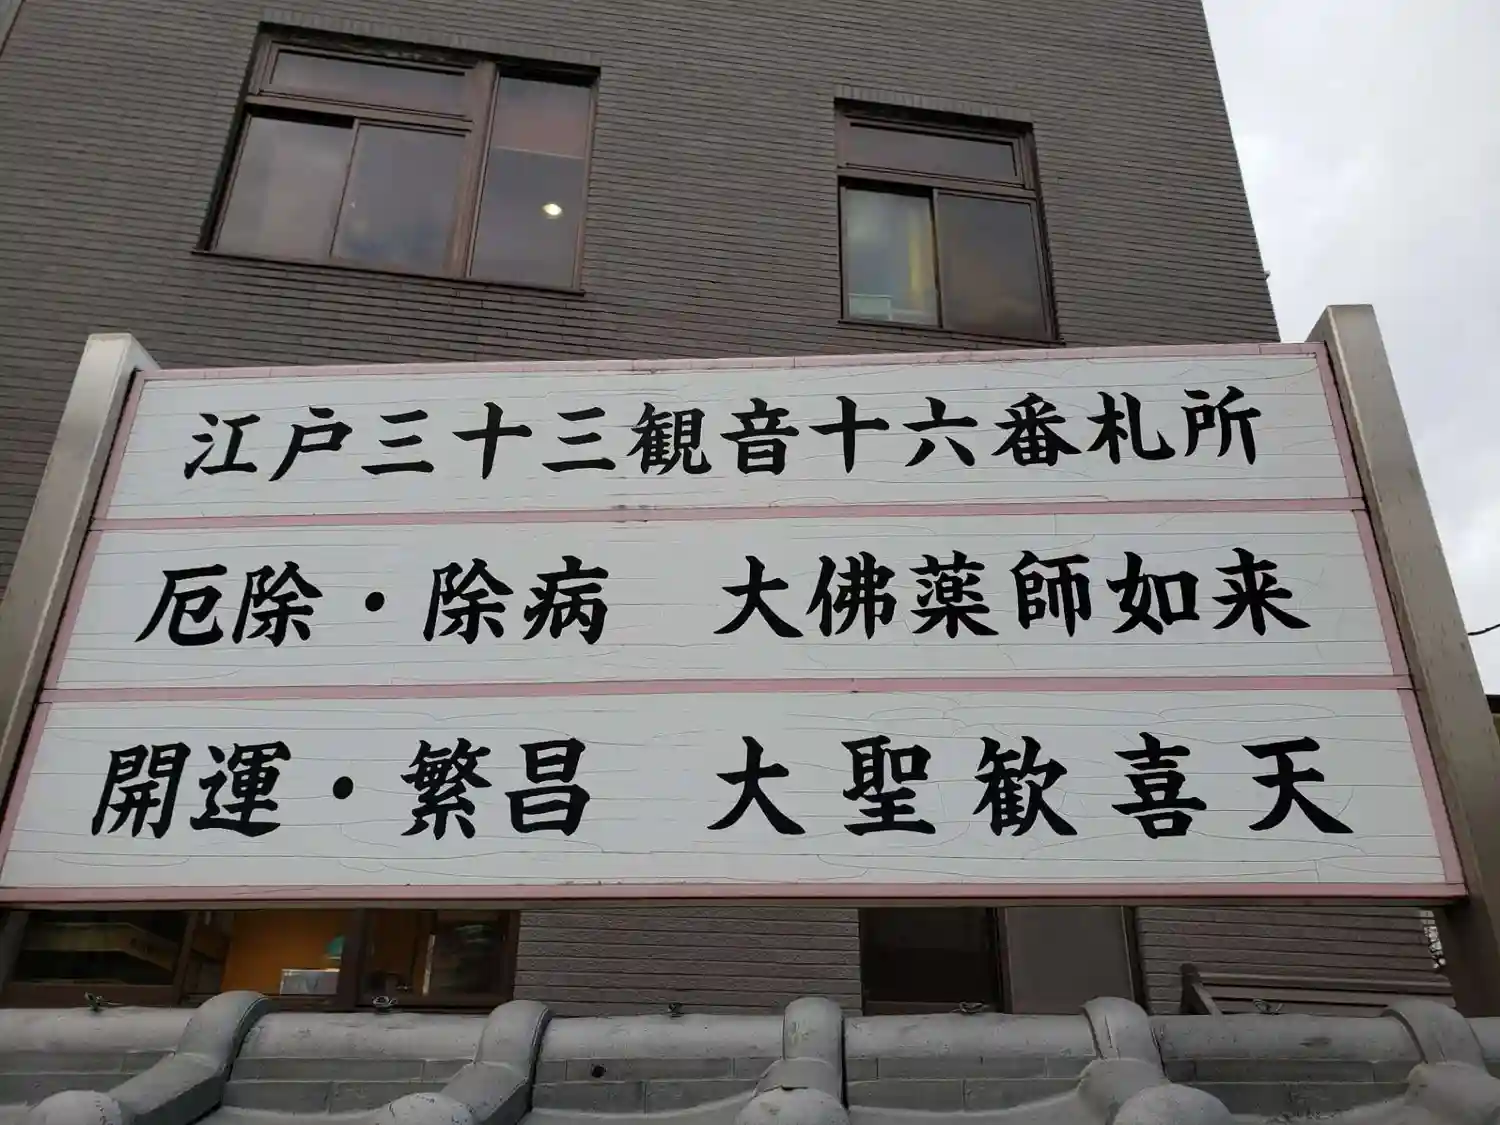 江戸三十三観音十六番札所
厄除・除病　大佛薬師如来
開運・繁昌　大聖歓喜天